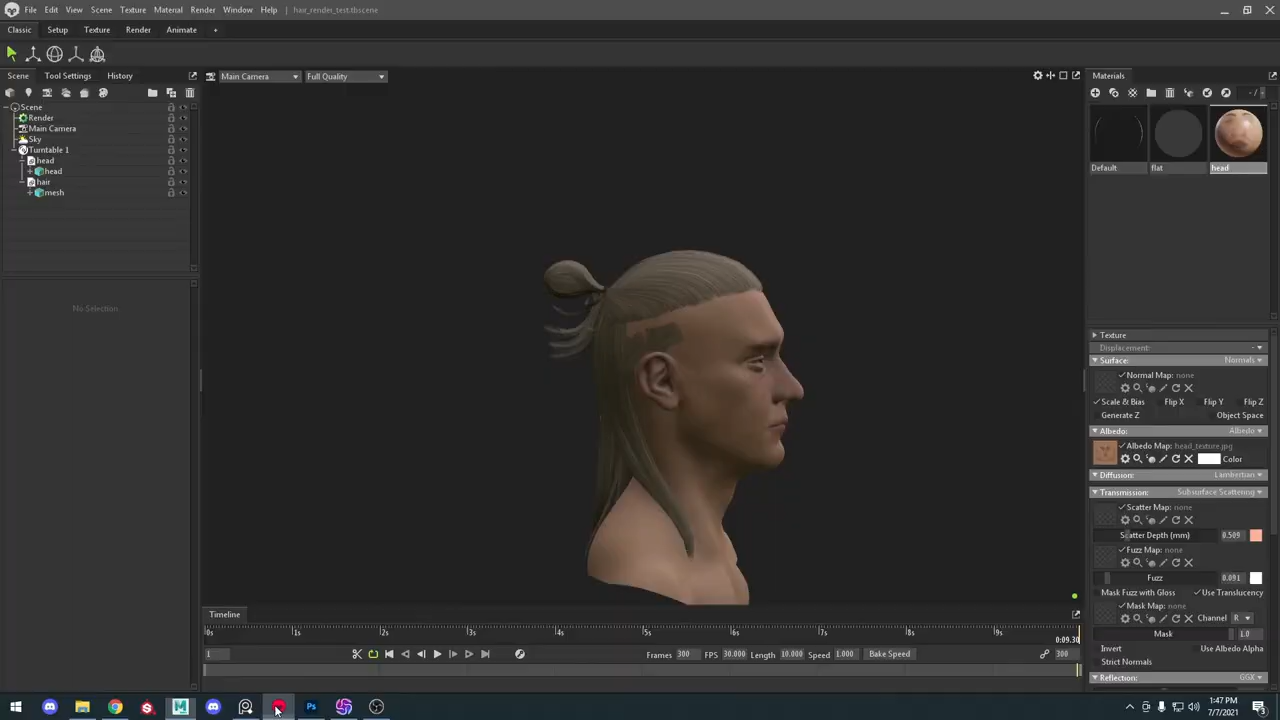 File Edit View Scene Texture Material Render Window Help hair_render_test.tbscene
Classic Setup Texture Render Animate +
Scene Tool Settings History
Main Camera Full Quality
Materials
Scene
Render
Main Camera
Sky
Turntable 1
head
head
hair
mesh
No Selection
Default flat head
Texture
Displacement:
Surface: Normals
Normal Map: none
Scale & Bias Flip X Flip Y Flip Z
Generate Z Object Space
Albedo: Albedo
Albedo Map: head_texture.jpg
Color
Diffusion: Lambertian
Transmission: Subsurface Scattering
Scatter Map: none
Scatter Depth (mm) 0.509
Fuzz Map: none
Fuzz 0.091
Mask Fuzz with Gloss Use Translucency
Mask Map: none
Channel R
Mask 1.0
Invert Use Albedo Alpha
Strict Normals
Reflection: GGX
Timeline
0s 1s 2s 3s 4s 5s 6s 7s 8s 9s 0:09.30
1 Frames 300 FPS 30.000 Length 10.000 Speed 1.000 Bake Speed 300
1:47 PM
7/7/2021